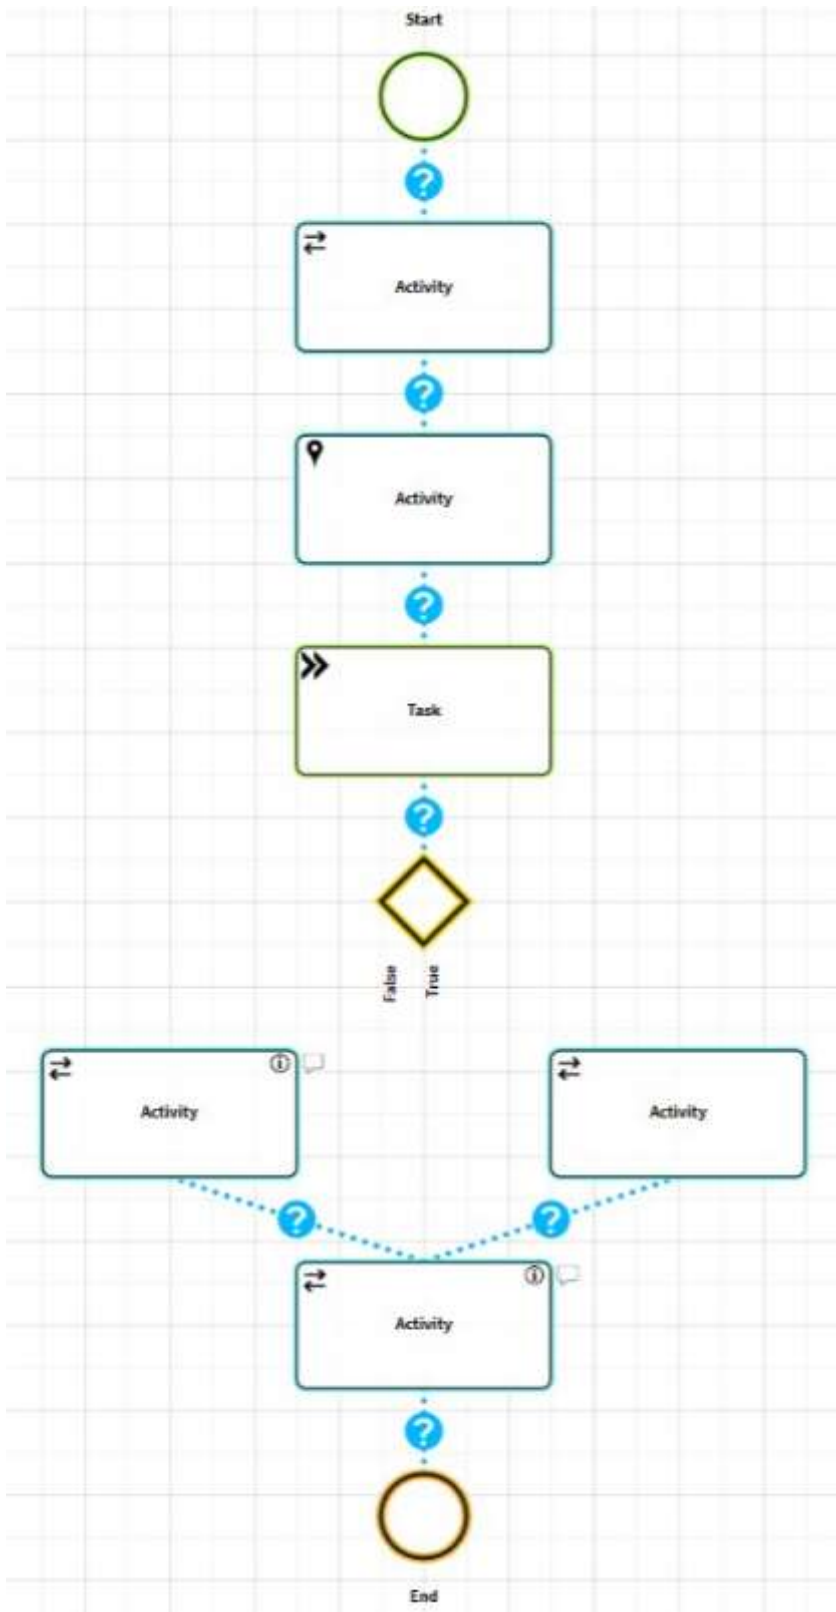 Start
?
Activity
?
Activity
?
Task
?
False
True
Activity
Activity
?
?
Activity
?
End